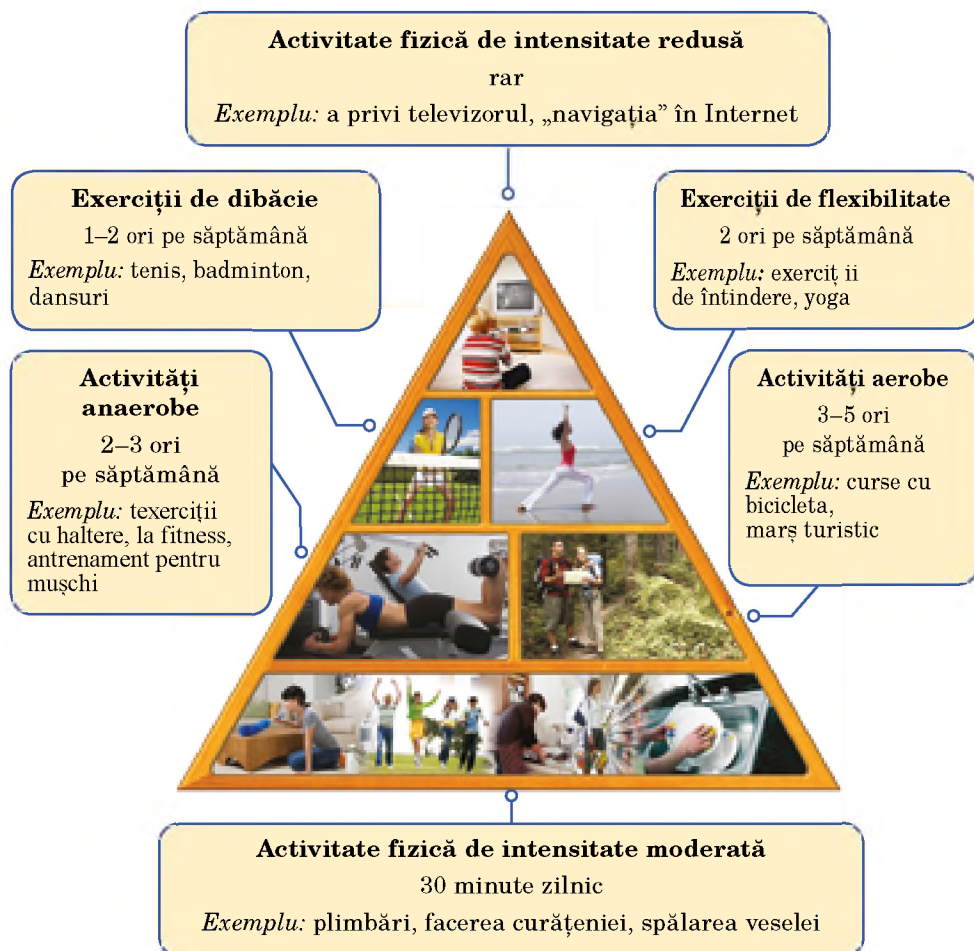 Activitate fizică de intensitate redusă
rar
Exemplu: a privi televizorul, „navigația” în Internet
Exerciții de dibăcie
1–2 ori pe săptămână
Exemplu: tenis, badminton,
dansuri
Exerciții de flexibilitate
2 ori pe săptămână
Exemplu: exerciț ii
de întindere, yoga
Activități
anaerobe
2–3 ori
pe săptămână
Exemplu: texerciții
cu haltere, la fitness,
antrenament pentru
mușchi
Activități aerobe
3–5 ori
pe săptămână
Exemplu: curse cu
bicicleta,
marș turistic
Activitate fizică de intensitate moderată
30 minute zilnic
Exemplu: plimbări, facerea curățeniei, spălarea veselei